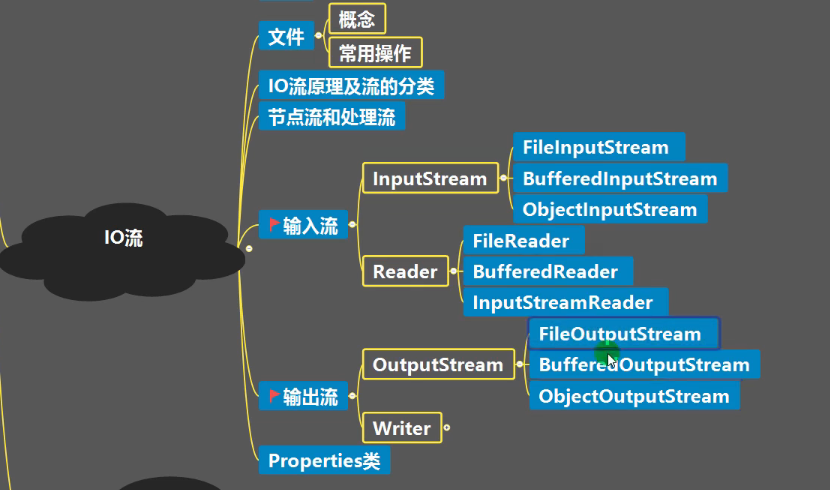 文件
概念
常用操作
IO流原理及流的分类
节点流和处理流
IO流
输入流
InputStream
FileInputStream
BufferedInputStream
ObjectInputStream
Reader
FileReader
BufferedReader
InputStreamReader
输出流
OutputStream
FileOutputStream
BufferedOutputStream
ObjectOutputStream
Writer
Properties类